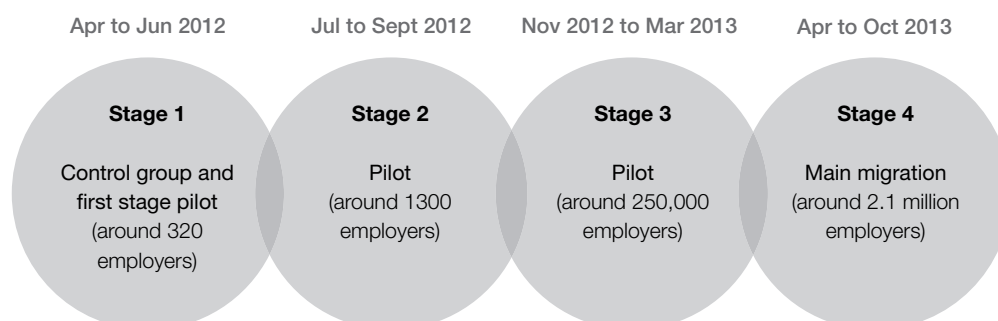 Apr to Jun 2012
Jul to Sept 2012
Nov 2012 to Mar 2013
Apr to Oct 2013
Stage 1
Control group and
first stage pilot
(around 320
employers)
Stage 2
Pilot
(around 1300
employers)
Stage 3
Pilot
(around 250,000
employers)
Stage 4
Main migration
(around 2.1 million
employers)